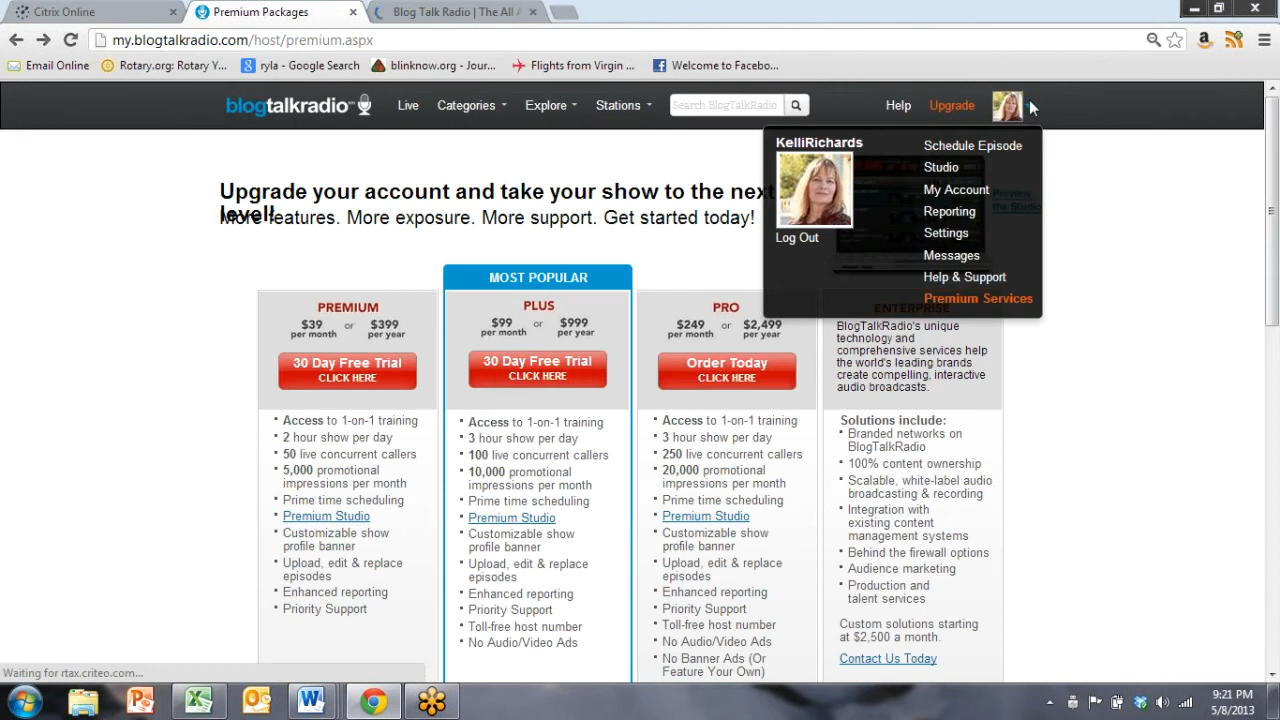 Citrix Online
Premium Packages
Blog Talk Radio | The All A
my.blogtalkradio.com/host/premium.aspx
Email Online
Rotary.org: Rotary Y...
ryla - Google Search
blinknow.org - Jour...
Flights from Virgin ...
Welcome to Facebo...
blogtalkradio
Live
Categories
Explore
Stations
Search BlogTalkRadio
Help
Upgrade
KelliRichards
Log Out
Schedule Episode
Studio
My Account
Reporting
Settings
Messages
Help & Support
Premium Services
Preview
the Studio
Upgrade your account and take your show to the next
level!
More features. More exposure. More support. Get started today!
PREMIUM
$39 or $399
per month per year
30 Day Free Trial
CLICK HERE
Access to 1-on-1 training
2 hour show per day
50 live concurrent callers
5,000 promotional
impressions per month
Prime time scheduling
Premium Studio
Customizable show
profile banner
Upload, edit & replace
episodes
Enhanced reporting
Priority Support
MOST POPULAR
PLUS
$99 or $999
per month per year
30 Day Free Trial
CLICK HERE
Access to 1-on-1 training
3 hour show per day
100 live concurrent callers
10,000 promotional
impressions per month
Prime time scheduling
Premium Studio
Customizable show
profile banner
Upload, edit & replace
episodes
Enhanced reporting
Priority Support
Toll-free host number
No Audio/Video Ads
PRO
$249 or $2,499
per month per year
Order Today
CLICK HERE
Access to 1-on-1 training
3 hour show per day
250 live concurrent callers
20,000 promotional
impressions per month
Prime time scheduling
Premium Studio
Customizable show
profile banner
Upload, edit & replace
episodes
Enhanced reporting
Priority Support
Toll-free host number
No Audio/Video Ads
No Banner Ads (Or
Feature Your Own)
ENTERPRISE
BlogTalkRadio's unique
technology and
comprehensive services help
the world's leading brands
create compelling, interactive
audio broadcasts.
Solutions include:
Branded networks on
BlogTalkRadio
100% content ownership
Scalable, white-label audio
broadcasting & recording
Integration with
existing content
management systems
Behind the firewall options
Audience marketing
Production and
talent services
Custom solutions starting
at $2,500 a month.
Contact Us Today
Waiting for rtax.criteo.com...
9:21 PM
5/8/2013